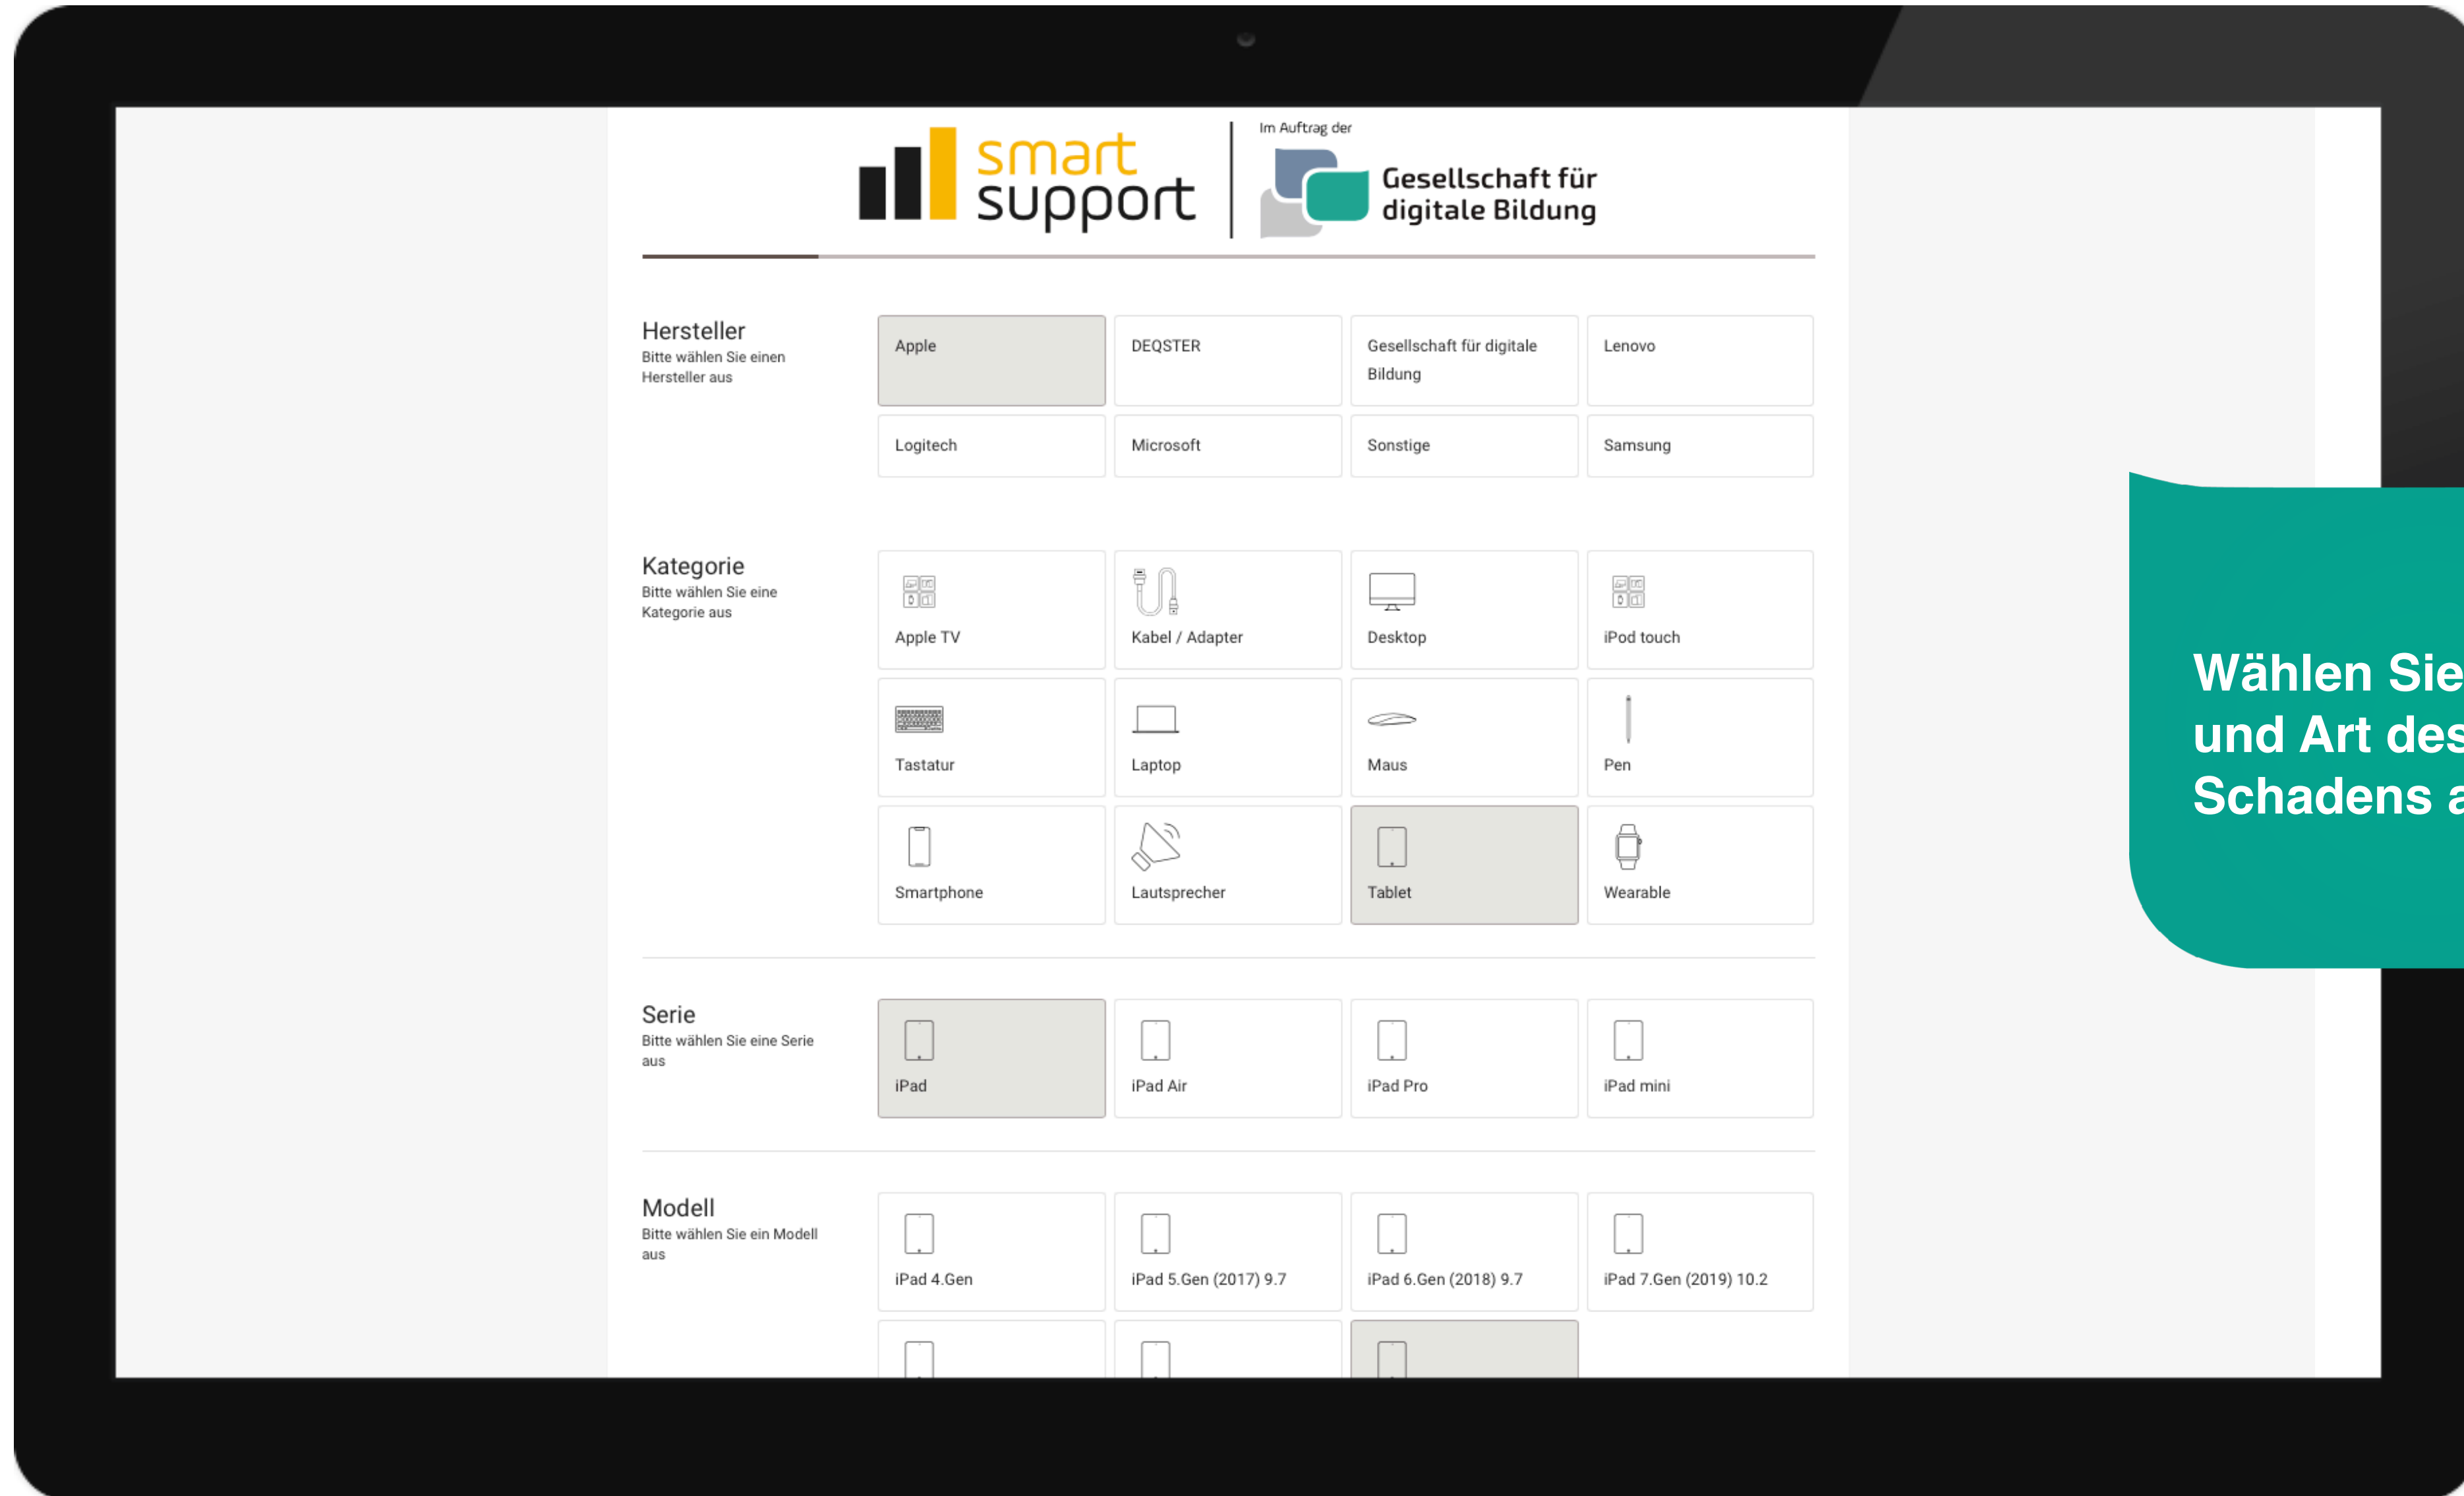 smart
support
Im Auftrag der
Gesellschaft für
digitale Bildung
Hersteller
Bitte wählen Sie einen
Hersteller aus
Apple
DEQSTER
Gesellschaft für digitale
Bildung
Lenovo
Logitech
Microsoft
Sonstige
Samsung
Kategorie
Bitte wählen Sie eine
Kategorie aus
Apple TV
Kabel / Adapter
Desktop
iPod touch
Tastatur
Laptop
Maus
Pen
Smartphone
Lautsprecher
Tablet
Wearable
Serie
Bitte wählen Sie eine Serie
aus
iPad
iPad Air
iPad Pro
iPad mini
Modell
Bitte wählen Sie ein Modell
aus
iPad 4.Gen
iPad 5.Gen (2017) 9.7
iPad 6.Gen (2018) 9.7
iPad 7.Gen (2019) 10.2
Wählen Sie
und Art des
Schadens